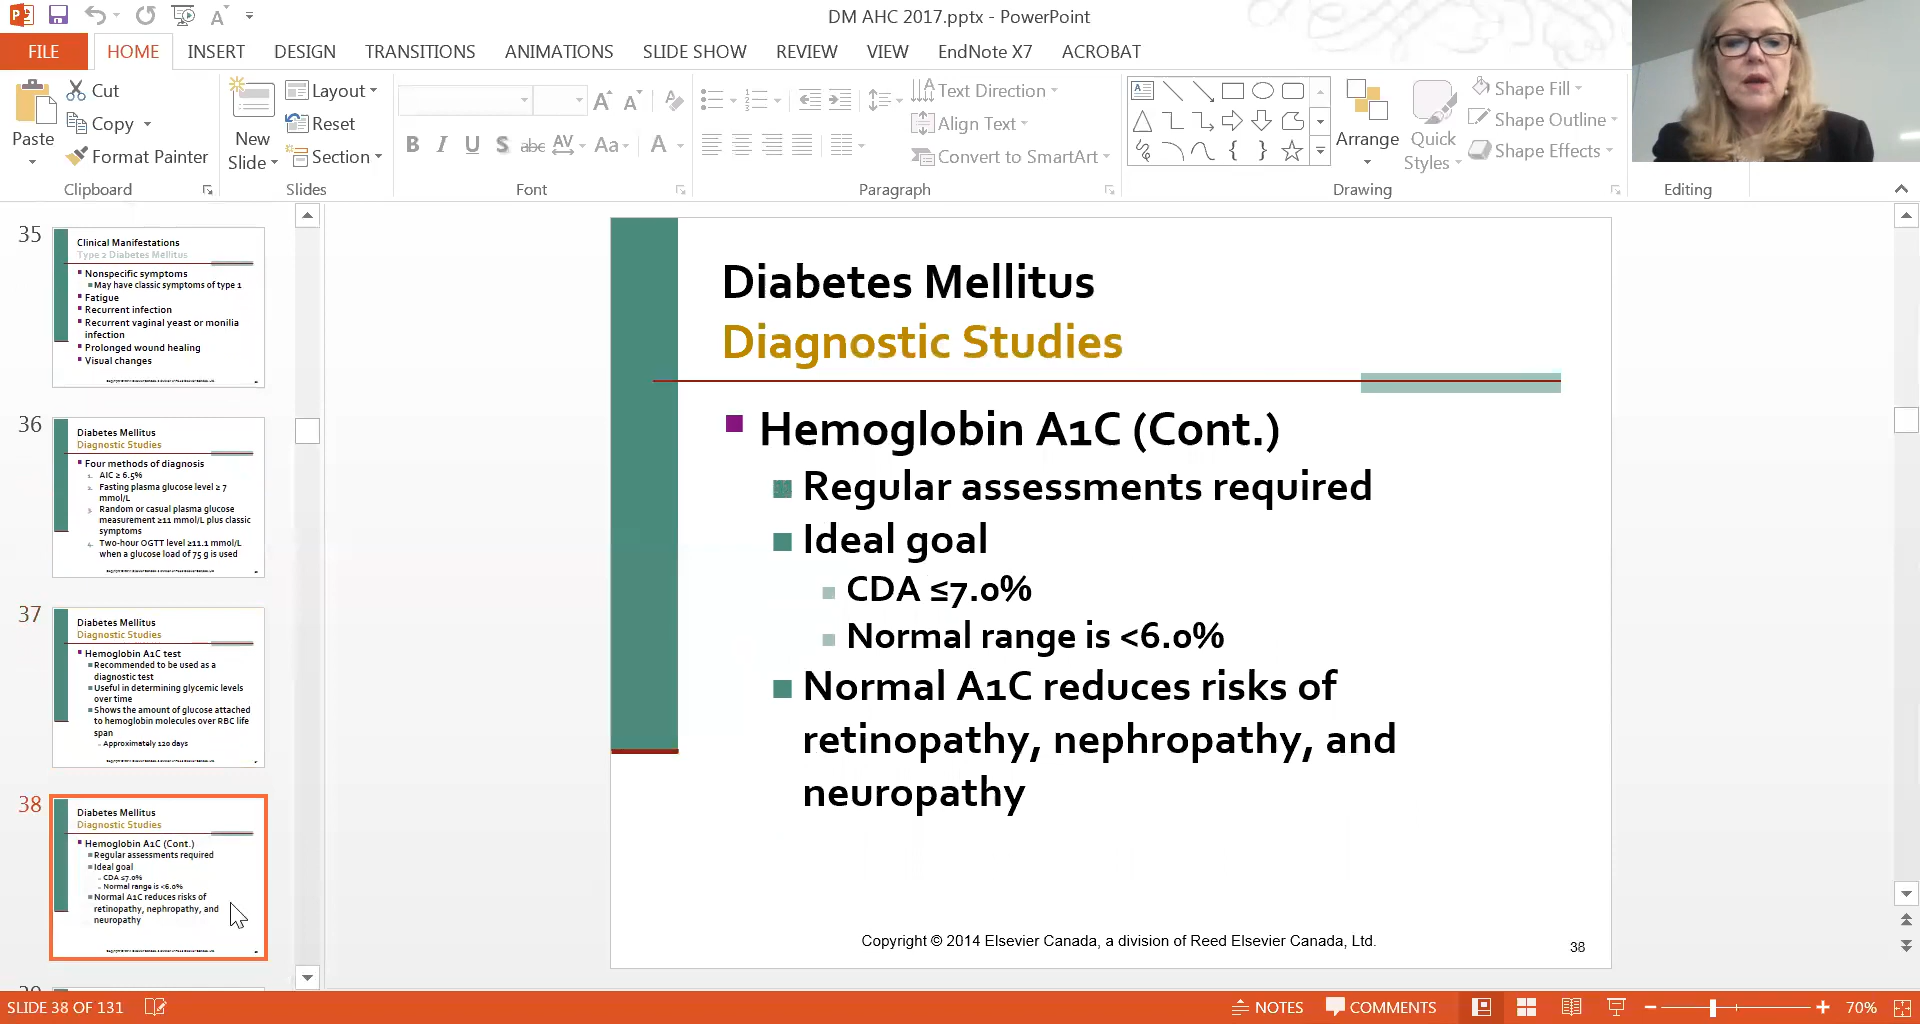 DM AHC 2017.pptx - PowerPoint
FILE
HOME
INSERT
DESIGN
TRANSITIONS
ANIMATIONS
SLIDE SHOW
REVIEW
VIEW
EndNote X7
ACROBAT
Paste
Cut
Copy
Format Painter
Clipboard
New
Slide
Layout
Reset
Section
Slides
B I U S abc AV Aa A
Font
Text Direction
Align Text
Convert to SmartArt
Paragraph
Arrange
Quick
Styles
Shape Fill
Shape Outline
Shape Effects
Drawing
Editing
35
Clinical Manifestations
Type 2 Diabetes Mellitus
Nonspecific symptoms
May have classic symptoms of type 1
Fatigue
Recurrent infection
Recurrent vaginal yeast or monilia
infection
Prolonged wound healing
Visual changes
36
Diabetes Mellitus
Diagnostic Studies
Four methods of diagnosis
1. AIC ≥ 6.5%
2. Fasting plasma glucose level ≥ 7
mmol/L
3. Random or casual plasma glucose
measurement ≥11 mmol/L plus classic
symptoms
4. Two-hour OGTT level ≥11.1 mmol/L
when a glucose load of 75 g is used
37
Diabetes Mellitus
Diagnostic Studies
Hemoglobin A1C test
Recommended to be used as a
diagnostic test
Useful in determining glycemic levels
over time
Shows the amount of glucose attached
to hemoglobin molecules over RBC life
span
Approximately 120 days
38
Diabetes Mellitus
Diagnostic Studies
Hemoglobin A1C (Cont.)
Regular assessments required
Ideal goal
CDA ≤7.0%
Normal range is <6.0%
Normal A1C reduces risks of
retinopathy, nephropathy, and
neuropathy
Diabetes Mellitus
Diagnostic Studies
Hemoglobin A1C (Cont.)
Regular assessments required
Ideal goal
CDA ≤7.0%
Normal range is <6.0%
Normal A1C reduces risks of
retinopathy, nephropathy, and
neuropathy
Copyright © 2014 Elsevier Canada, a division of Reed Elsevier Canada, Ltd.
38
SLIDE 38 OF 131
NOTES
COMMENTS
70%